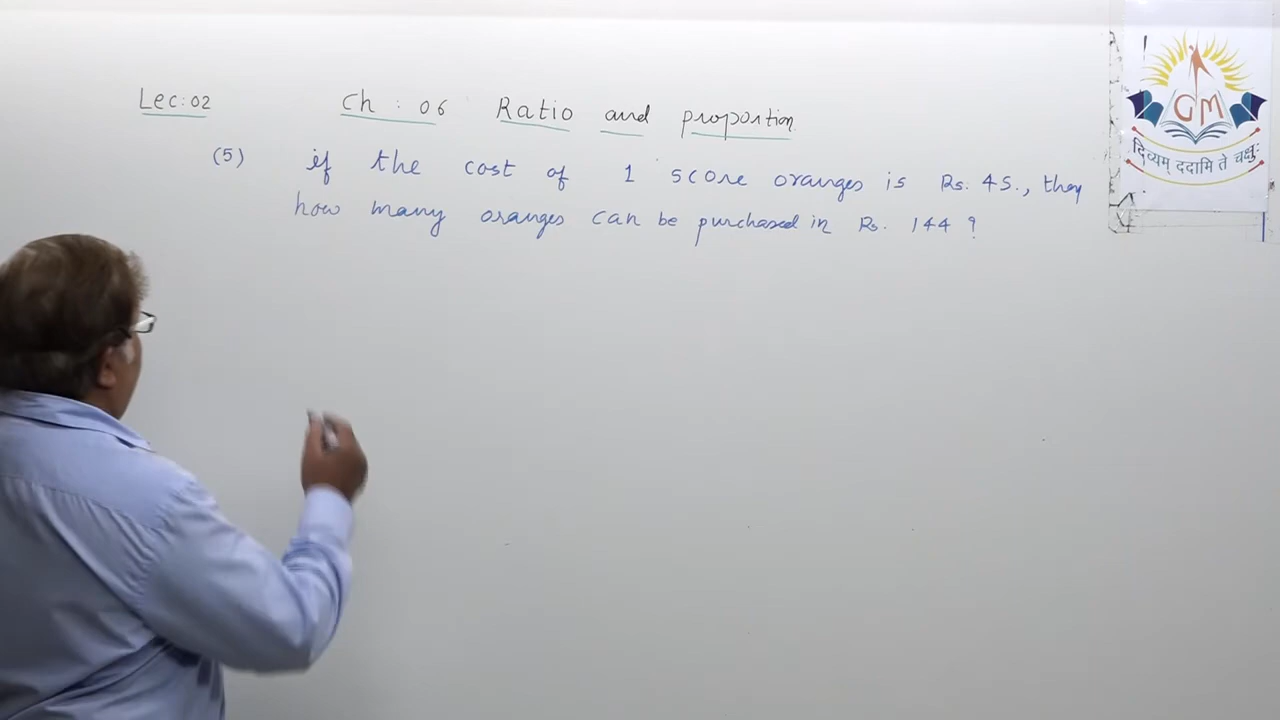 Lec:02
Ch : 06 Ratio and proportion
(5) if the cost of 1 score oranges is Rs. 45., then
how many oranges can be purchased in Rs. 144 ?
GM
दिव्यम् ददामि ते चक्षुः